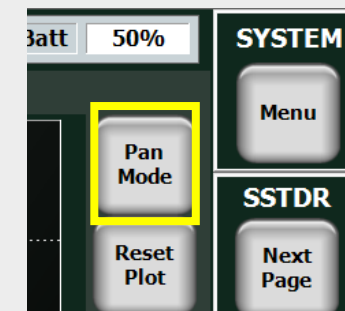 Batt 50%
SYSTEM
Menu
Pan
Mode
SSTDR
Reset
Plot
Next
Page